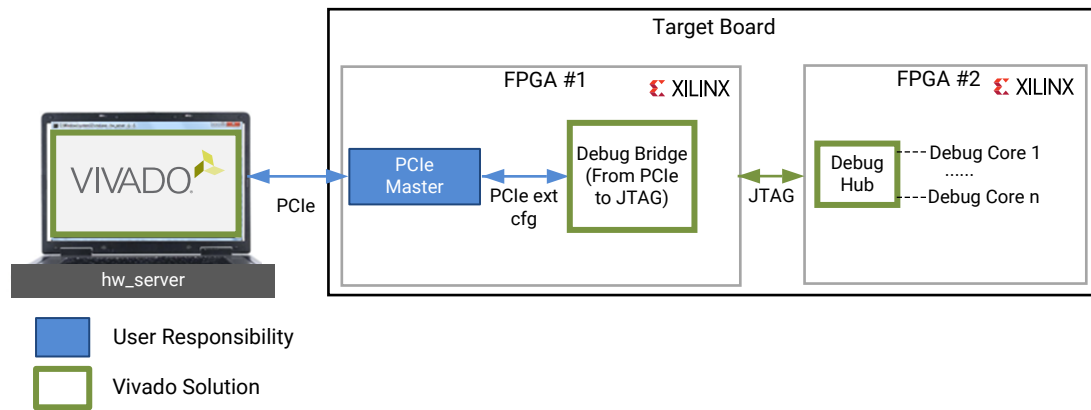 Target Board
FPGA #1
XILINX
FPGA #2
XILINX
VIVADO
PCIe
PCIe
Master
PCIe ext
cfg
Debug Bridge
(From PCIe
to JTAG)
JTAG
Debug
Hub
Debug Core 1
......
Debug Core n
hw_server
User Responsibility
Vivado Solution